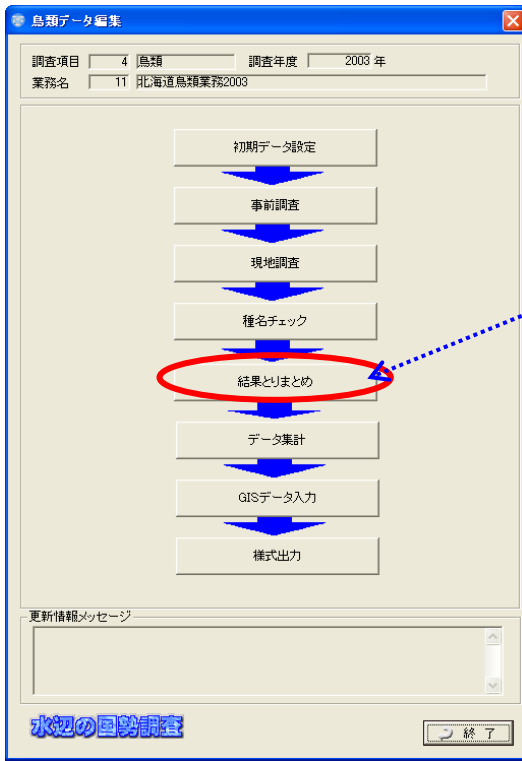 鳥類データ編集
調査項目 4 鳥類 調査年度 2003 年
業務名 11 北海道鳥類業務2003
初期データ設定
事前調査
現地調査
種名チェック
結果とりまとめ
データ集計
GISデータ入力
様式出力
更新情報メッセージ
水辺の国勢調査
終 了